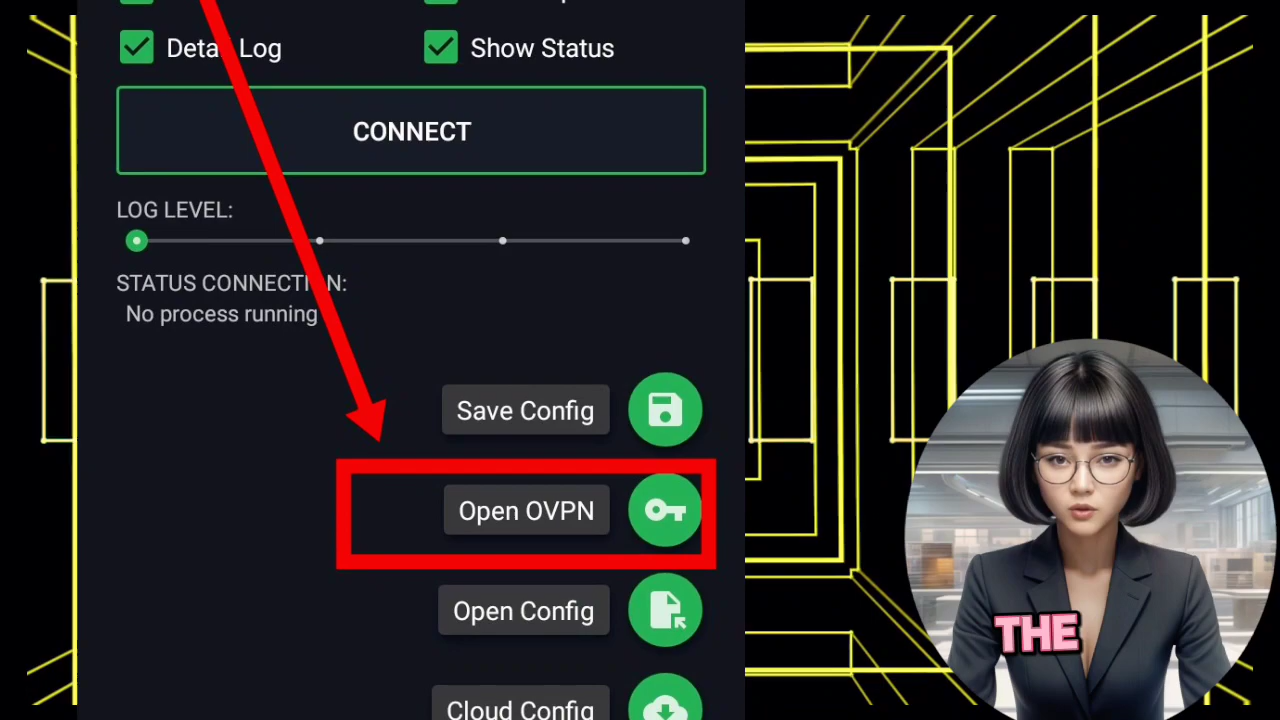 Detail Log
Show Status
CONNECT
LOG LEVEL:
STATUS CONNECTION:
No process running
Save Config
Open OVPN
Open Config
Cloud Config
THE